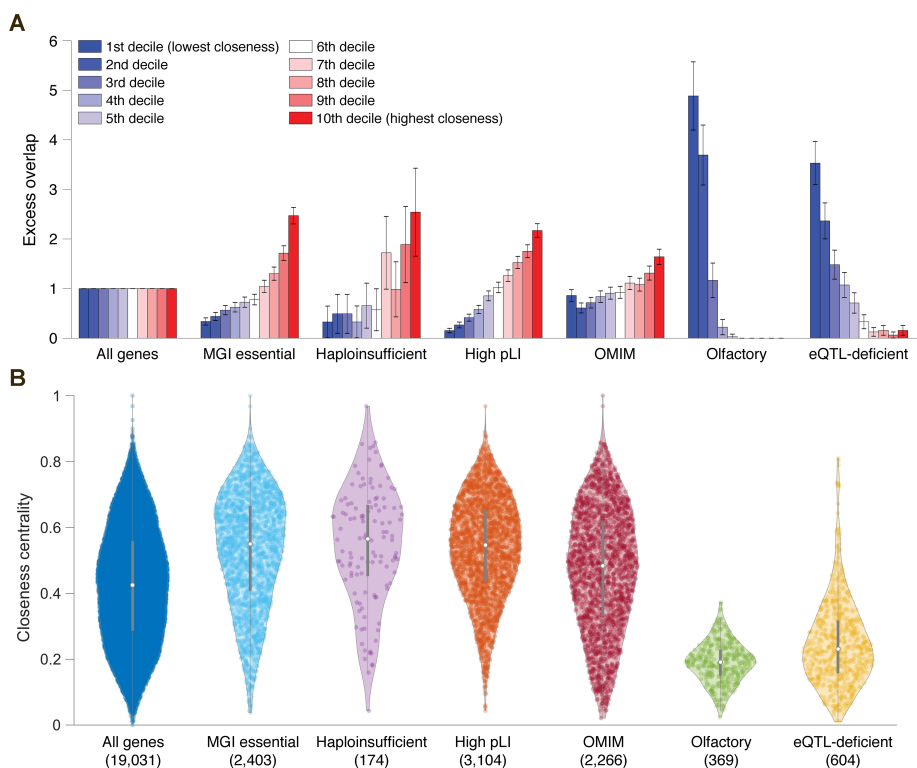 A
Excess overlap
6
5
4
3
2
1
0
1st decile (lowest closeness)
2nd decile
3rd decile
4th decile
5th decile
6th decile
7th decile
8th decile
9th decile
10th decile (highest closeness)
All genes
MGI essential
Haploinsufficient
High pLI
OMIM
Olfactory
eQTL-deficient
B
Closeness centrality
1
0.8
0.6
0.4
0.2
0
All genes
(19,031)
MGI essential
(2,403)
Haploinsufficient
(174)
High pLI
(3,104)
OMIM
(2,266)
Olfactory
(369)
eQTL-deficient
(604)